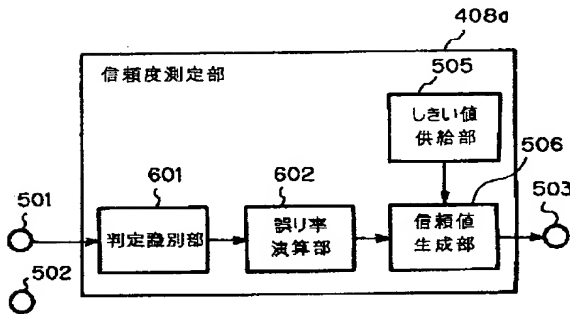 408a
信頼度測定部
505
しきい値
供給部
506
601
602
503
501
判定識別部
誤り率
演算部
信頼値
生成部
502